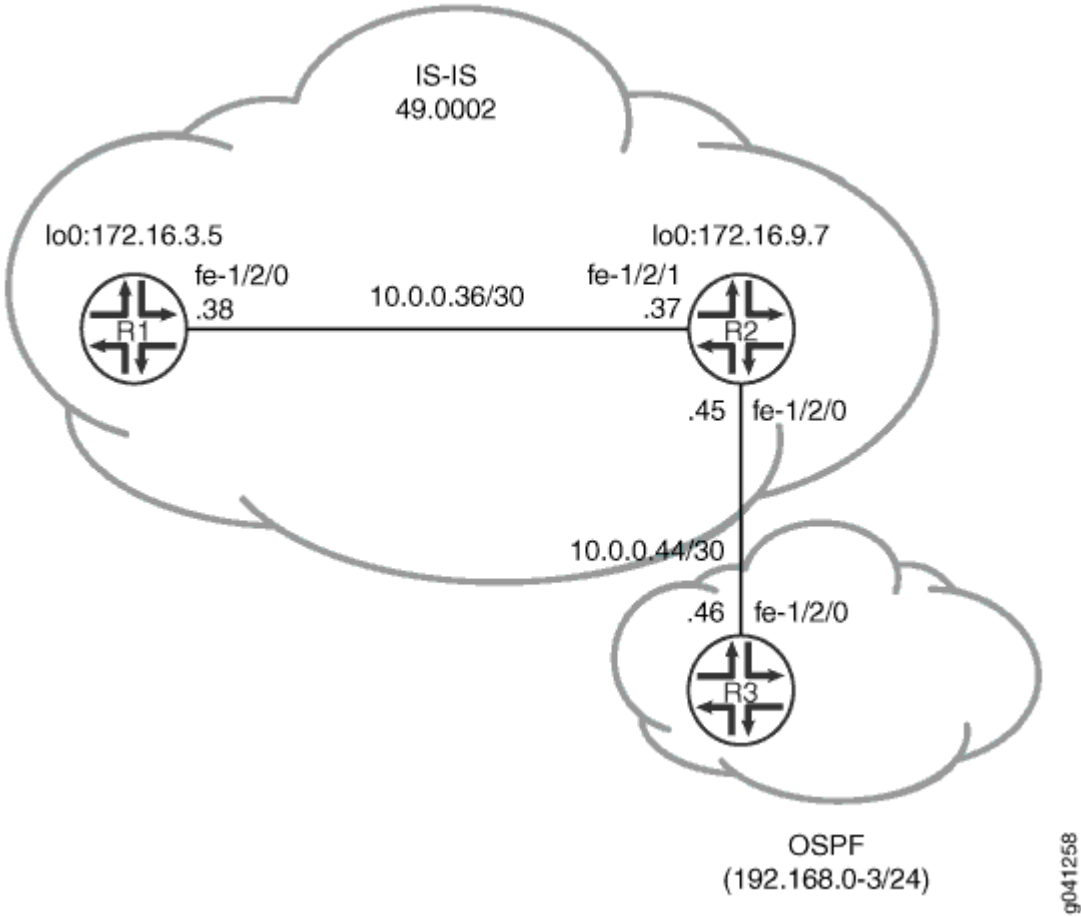 IS-IS
49.0002
lo0:172.16.3.5
lo0:172.16.9.7
fe-1/2/0
.38
10.0.0.36/30
fe-1/2/1
.37
R1
R2
.45 fe-1/2/0
10.0.0.44/30
.46 fe-1/2/0
R3
OSPF
(192.168.0-3/24)
g041258